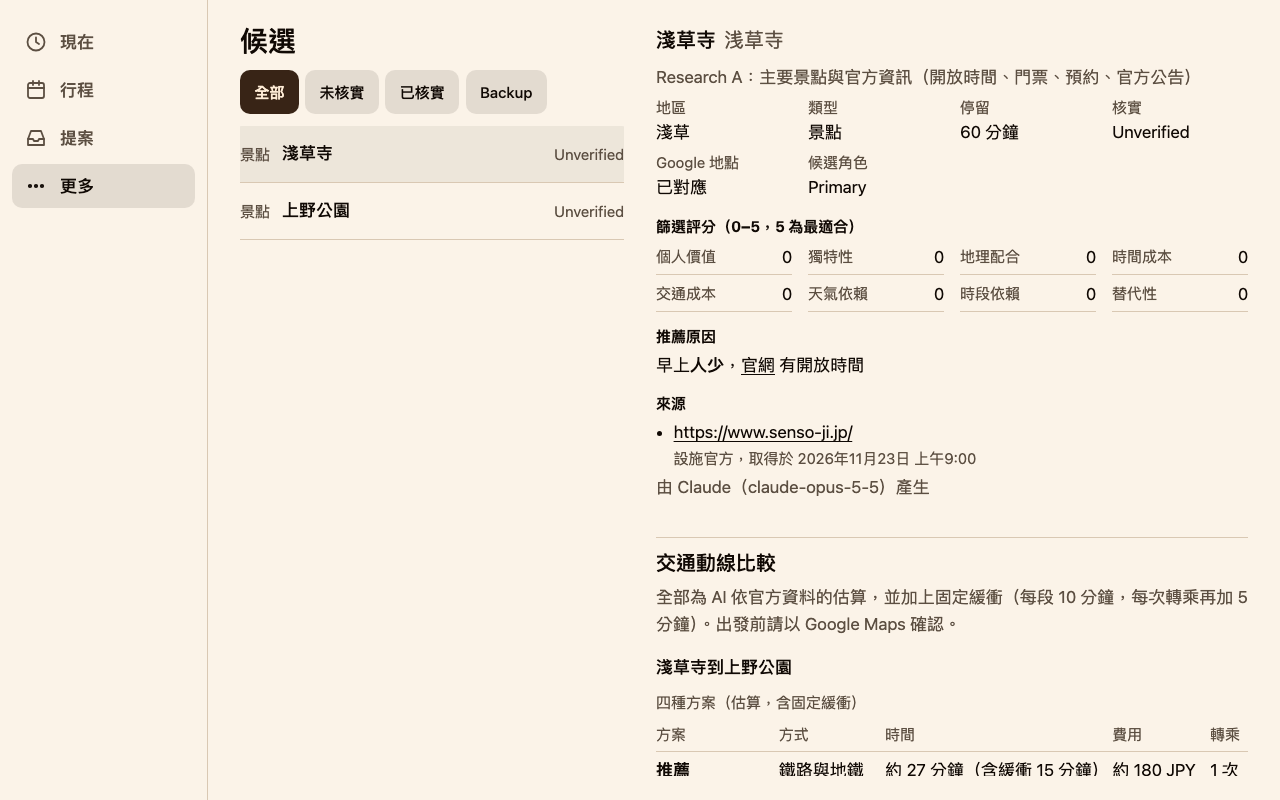 現在
行程
提案
更多
候選
全部 未核實 已核實 Backup
景點 淺草寺 Unverified
景點 上野公園 Unverified
淺草寺 浅草寺
Research A：主要景點與官方資訊（開放時間、門票、預約、官方公告）
地區 類型 停留 核實
淺草 景點 60 分鐘 Unverified
Google 地點 候選角色
已對應 Primary
篩選評分（0–5，5 為最適合）
個人價值 0 獨特性 0 地理配合 0 時間成本 0
交通成本 0 天氣依賴 0 時段依賴 0 替代性 0
推薦原因
早上人少，官網 有開放時間
來源
• https://www.senso-ji.jp/
設施官方，取得於 2026年11月23日 上午9:00
由 Claude（claude-opus-5-5）產生
交通動線比較
全部為 AI 依官方資料的估算，並加上固定緩衝（每段 10 分鐘，每次轉乘再加 5
分鐘）。出發前請以 Google Maps 確認。
淺草寺到上野公園
四種方案（估算，含固定緩衝）
方案 方式 時間 費用 轉乘
推薦 鐵路與地鐵 約 27 分鐘（含緩衝 15 分鐘） 約 180 JPY 1 次